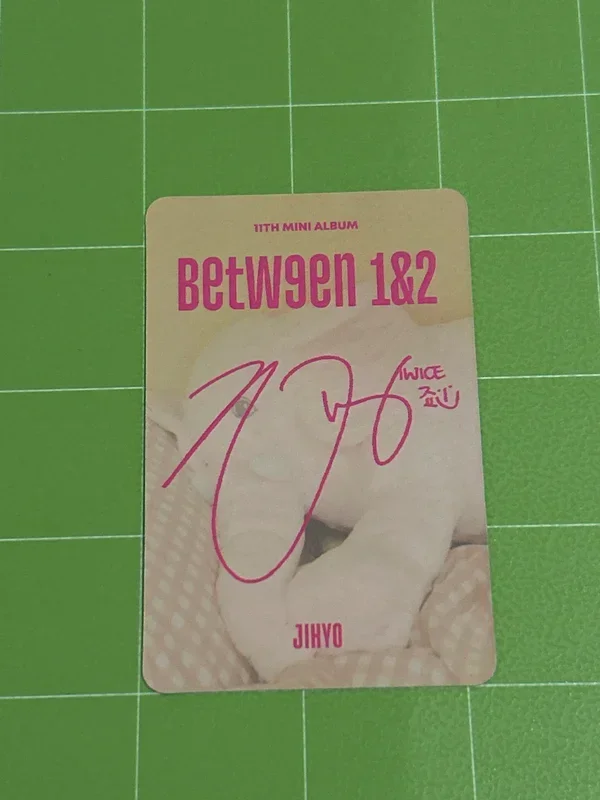 11TH MINI ALBUM
BetW9en 1&2
TWICE
JIHYO